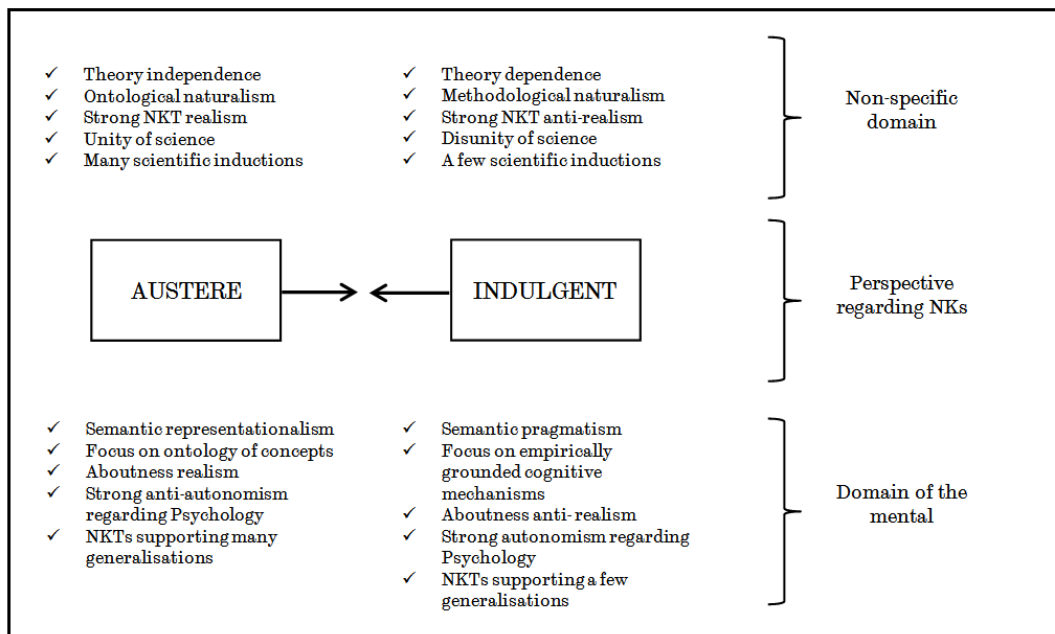 ✓ Theory independence
✓ Ontological naturalism
✓ Strong NKT realism
✓ Unity of science
✓ Many scientific inductions
✓ Theory dependence
✓ Methodological naturalism
✓ Strong NKT anti-realism
✓ Disunity of science
✓ A few scientific inductions
Non-specific
domain
AUSTERE
INDULGENT
Perspective
regarding NKs
✓ Semantic representationalism
✓ Focus on ontology of concepts
✓ Aboutness realism
✓ Strong anti-autonomism
regarding Psychology
✓ NKTs supporting many
generalisations
✓ Semantic pragmatism
✓ Focus on empirically
grounded cognitive
mechanisms
✓ Aboutness anti- realism
✓ Strong autonomism regarding
Psychology
✓ NKTs supporting a few
generalisations
Domain of the
mental